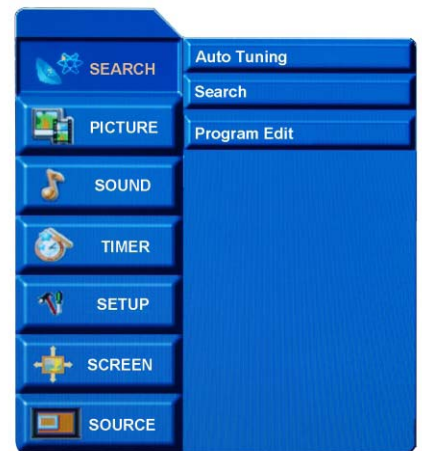 SEARCH
PICTURE
SOUND
TIMER
SETUP
SCREEN
SOURCE
Auto Tuning
Search
Program Edit